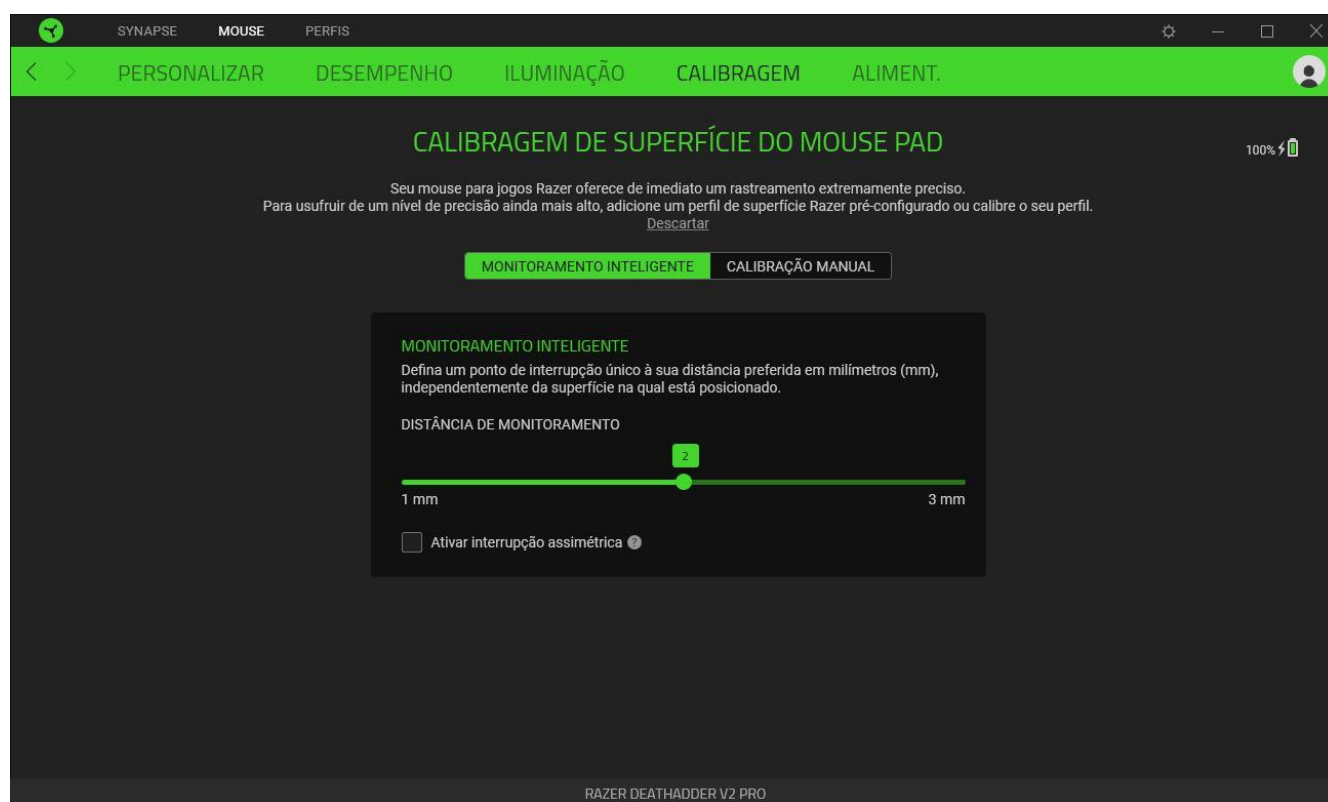 SYNAPSE MOUSE PERFIS
PERSONALIZAR DESEMPENHO ILUMINAÇÃO CALIBRAGEM ALIMENT.
CALIBRAGEM DE SUPERFÍCIE DO MOUSE PAD
100%
Seu mouse para jogos Razer oferece de imediato um rastreamento extremamente preciso.
Para usufruir de um nível de precisão ainda mais alto, adicione um perfil de superfície Razer pré-configurado ou calibre o seu perfil.
Descartar
MONITORAMENTO INTELIGENTE CALIBRAÇÃO MANUAL
MONITORAMENTO INTELIGENTE
Defina um ponto de interrupção único à sua distância preferida em milímetros (mm),
independentemente da superfície na qual está posicionado.
DISTÂNCIA DE MONITORAMENTO
2
1 mm 3 mm
Ativar interrupção assimétrica ?
RAZER DEATHADDER V2 PRO